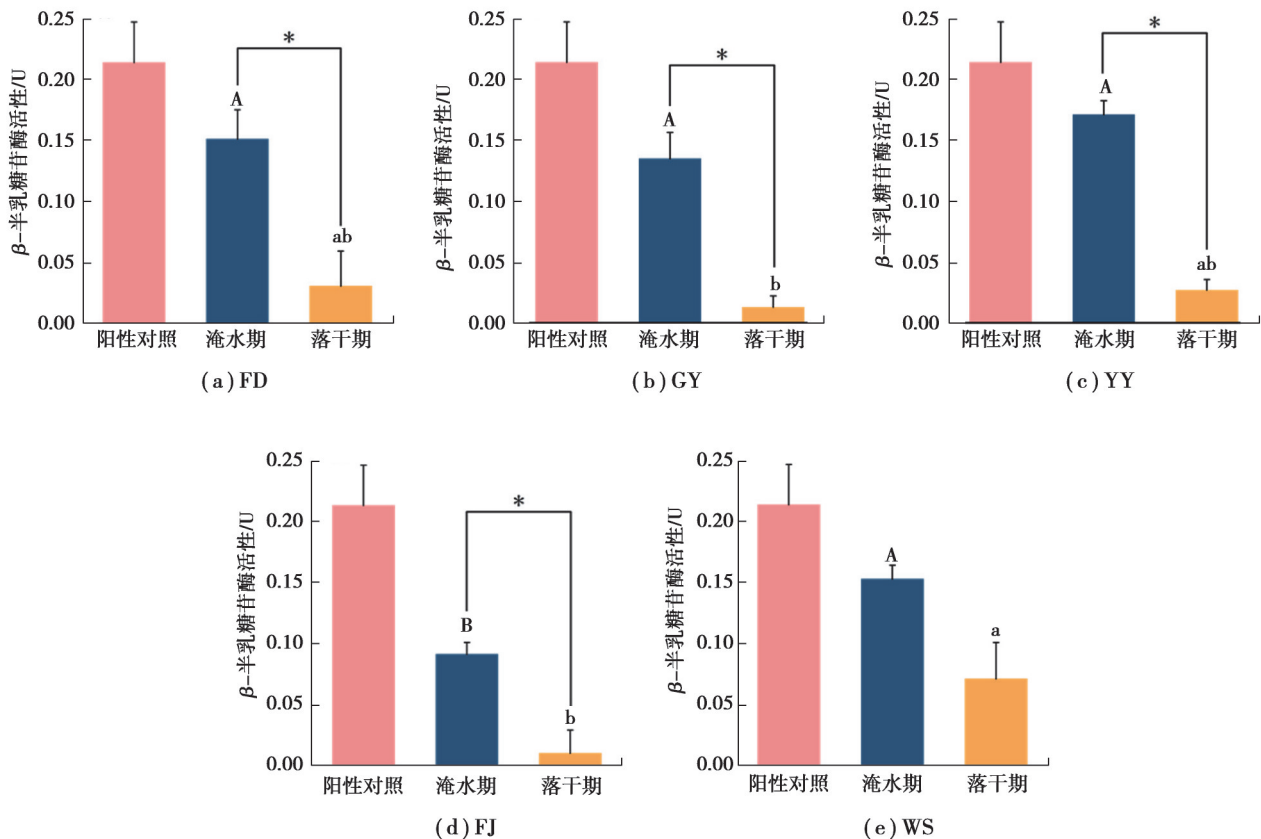 β-半乳糖苷酶活性/U
0.25
0.20
0.15
0.10
0.05
0.00
*
A
ab
阳性对照 淹水期 落干期
(a)FD
β-半乳糖苷酶活性/U
0.25
0.20
0.15
0.10
0.05
0.00
*
A
b
阳性对照 淹水期 落干期
(b)GY
β-半乳糖苷酶活性/U
0.25
0.20
0.15
0.10
0.05
0.00
*
A
ab
阳性对照 淹水期 落干期
(c)YY
β-半乳糖苷酶活性/U
0.25
0.20
0.15
0.10
0.05
0.00
*
B
b
阳性对照 淹水期 落干期
(d)FJ
β-半乳糖苷酶活性/U
0.25
0.20
0.15
0.10
0.05
0.00
A
a
阳性对照 淹水期 落干期
(e)WS